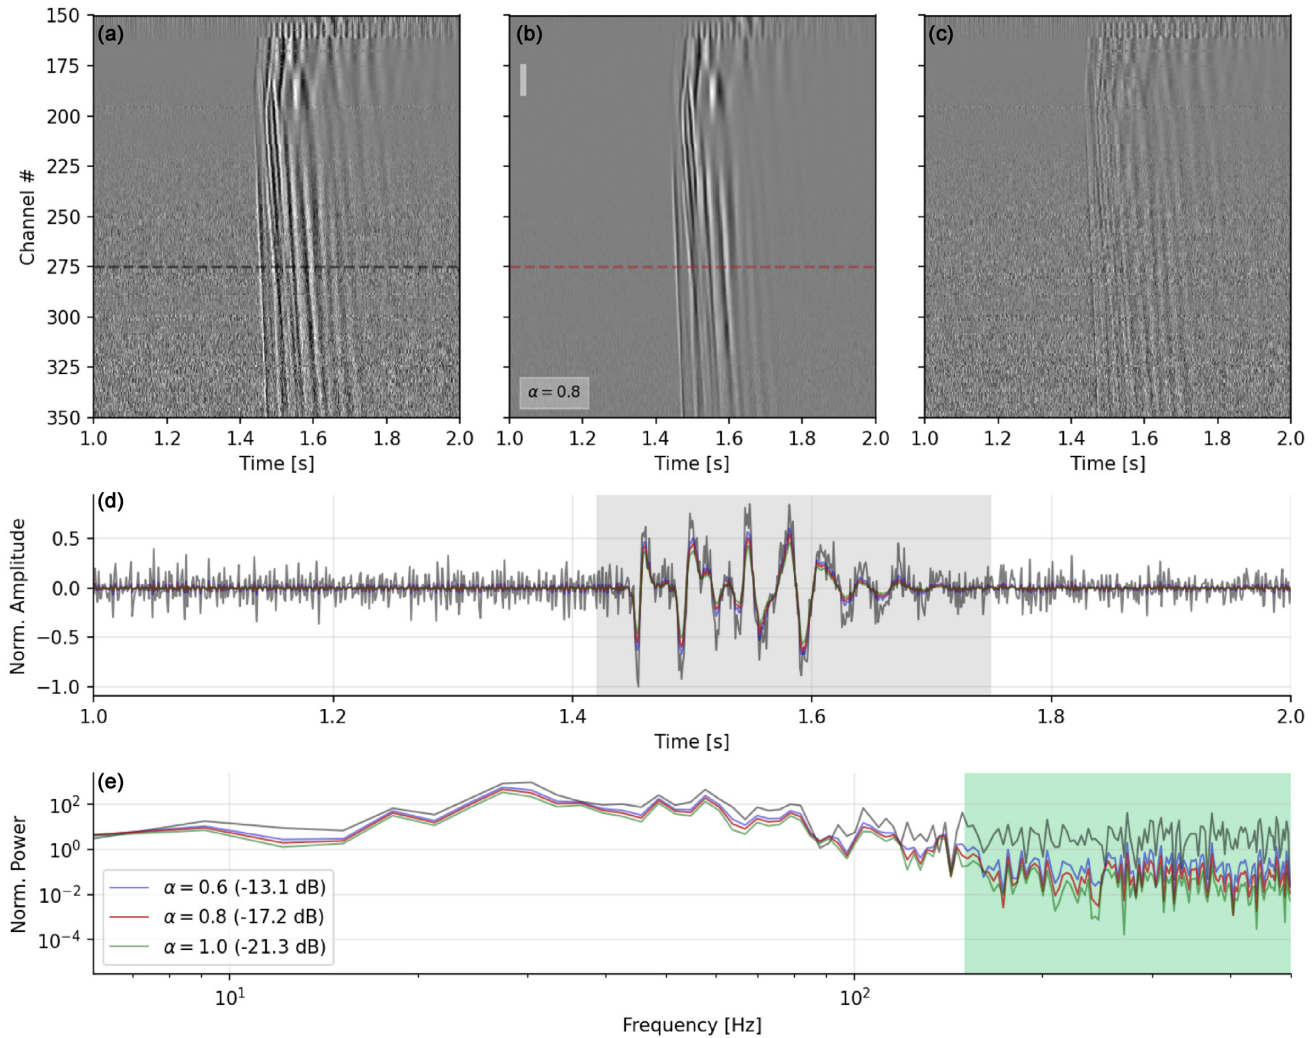 (a)
(b)
(c)
150
175
200
225
250
275
300
325
350
Channel #
α = 0.8
1.0 1.2 1.4 1.6 1.8 2.0
1.0 1.2 1.4 1.6 1.8 2.0
1.0 1.2 1.4 1.6 1.8 2.0
Time [s]
Time [s]
Time [s]
(d)
0.5
0.0
−0.5
−1.0
Norm. Amplitude
1.0 1.2 1.4 1.6 1.8 2.0
Time [s]
(e)
10²
10⁰
10⁻²
10⁻⁴
Norm. Power
α = 0.6 (-13.1 dB)
α = 0.8 (-17.2 dB)
α = 1.0 (-21.3 dB)
10¹ 10²
Frequency [Hz]